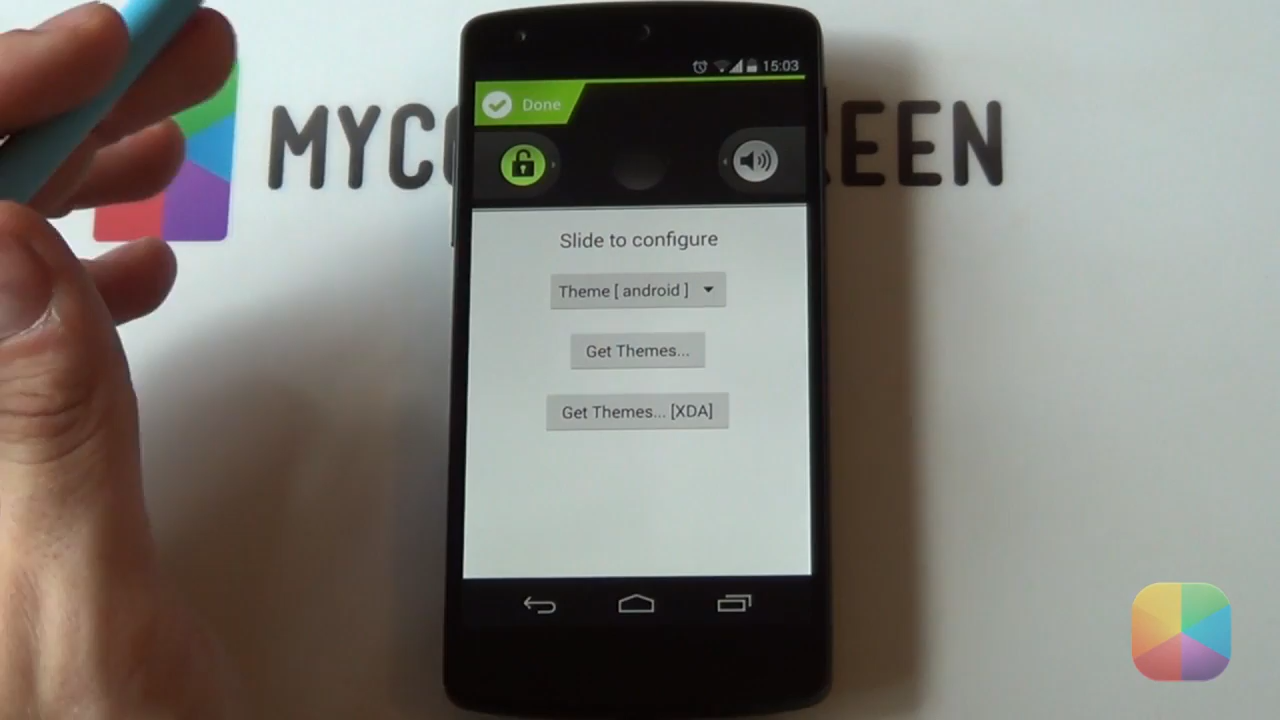 15:03
Done
MYC
REEN
Slide to configure
Theme [ android ]
Get Themes...
Get Themes... [XDA]